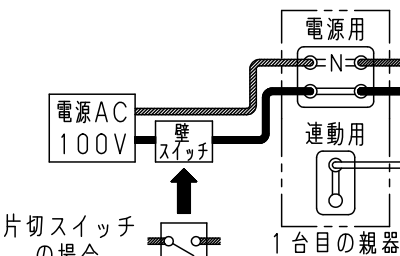 電源用
N
電源AC
100V
壁
スイッチ
連動用
片切スイッチ
の場合
1台目の親器